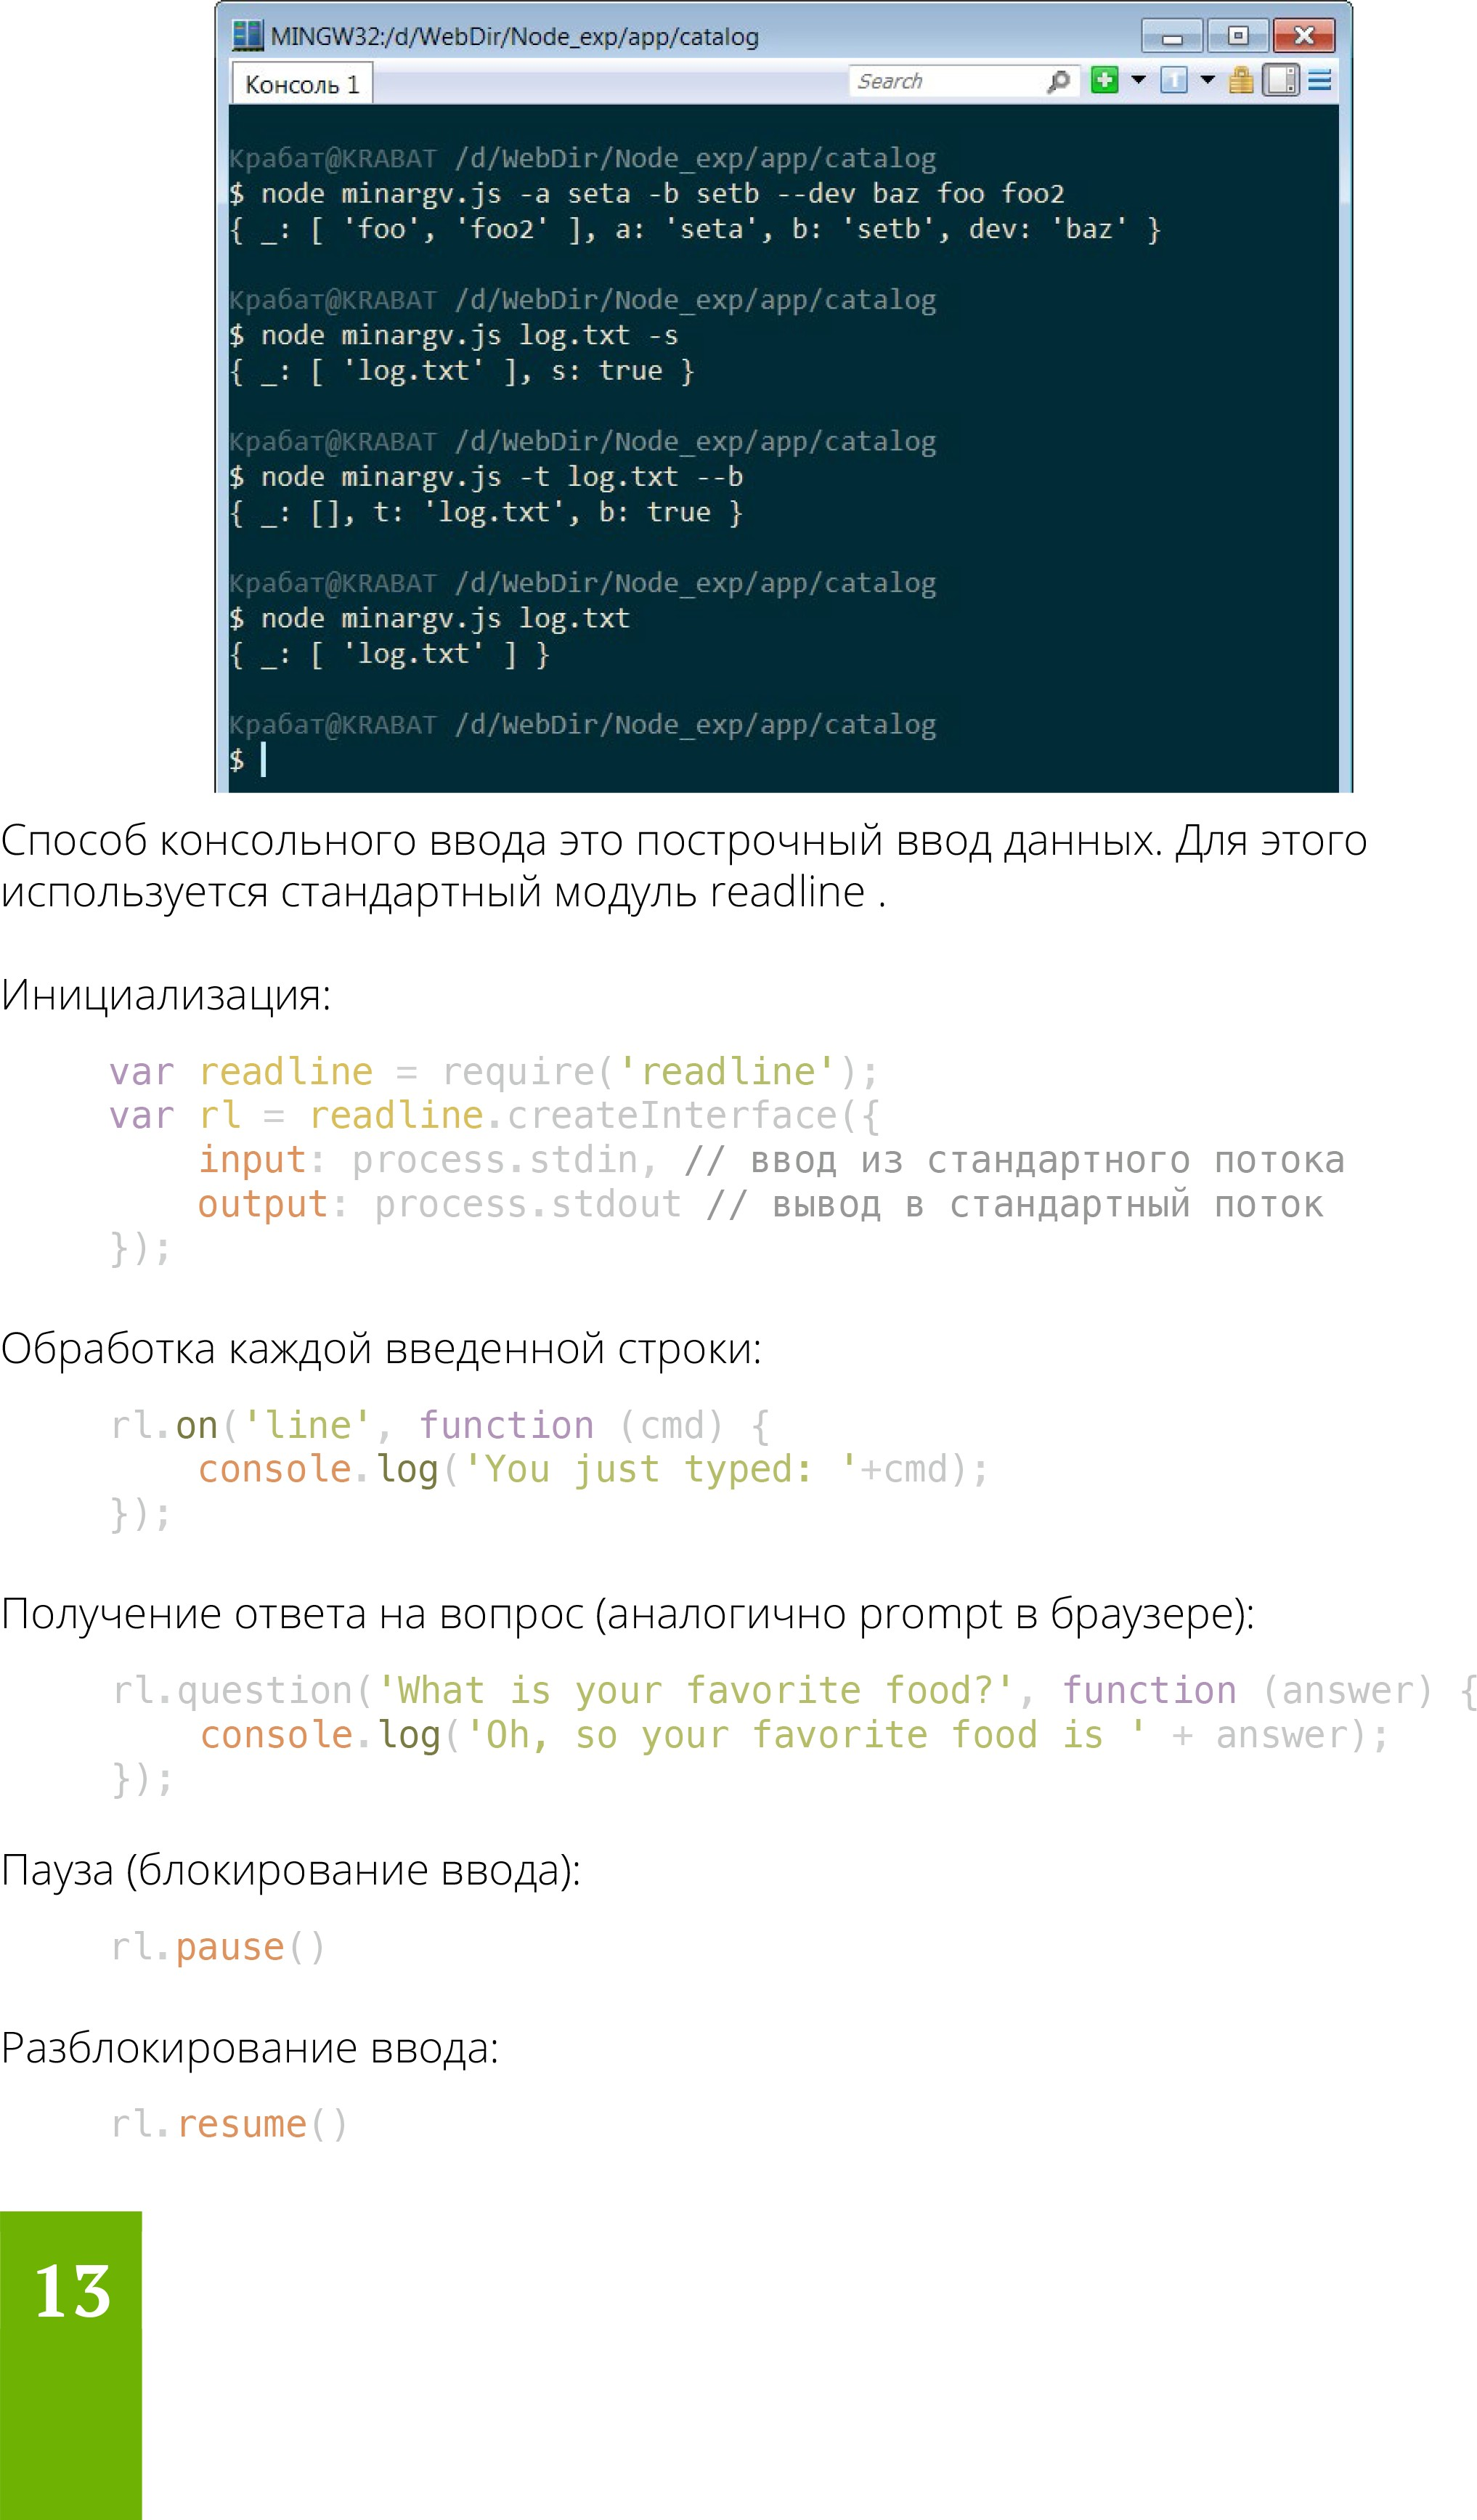 MINGW32:/d/WebDir/Node_exp/app/catalog
Консоль 1
Search
Крабат@KRABAT /d/WebDir/Node_exp/app/catalog
$ node minargv.js -a seta -b setb --dev baz foo foo2
{ _: [ 'foo', 'foo2' ], a: 'seta', b: 'setb', dev: 'baz' }
Крабат@KRABAT /d/WebDir/Node_exp/app/catalog
$ node minargv.js log.txt -s
{ _: [ 'log.txt' ], s: true }
Крабат@KRABAT /d/WebDir/Node_exp/app/catalog
$ node minargv.js -t log.txt --b
{ _: [], t: 'log.txt', b: true }
Крабат@KRABAT /d/WebDir/Node_exp/app/catalog
$ node minargv.js log.txt
{ _: [ 'log.txt' ] }
Крабат@KRABAT /d/WebDir/Node_exp/app/catalog
$
Способ консольного ввода это построчный ввод данных. Для этого
используется стандартный модуль readline .
Инициализация:
var readline = require('readline');
var rl = readline.createInterface({
input: process.stdin, // ввод из стандартного потока
output: process.stdout // вывод в стандартный поток
});
Обработка каждой введенной строки:
rl.on('line', function (cmd) {
console.log('You just typed: '+cmd);
});
Получение ответа на вопрос (аналогично prompt в браузере):
rl.question('What is your favorite food?', function (answer) {
console.log('Oh, so your favorite food is ' + answer);
});
Пауза (блокирование ввода):
rl.pause()
Разблокирование ввода:
rl.resume()
13